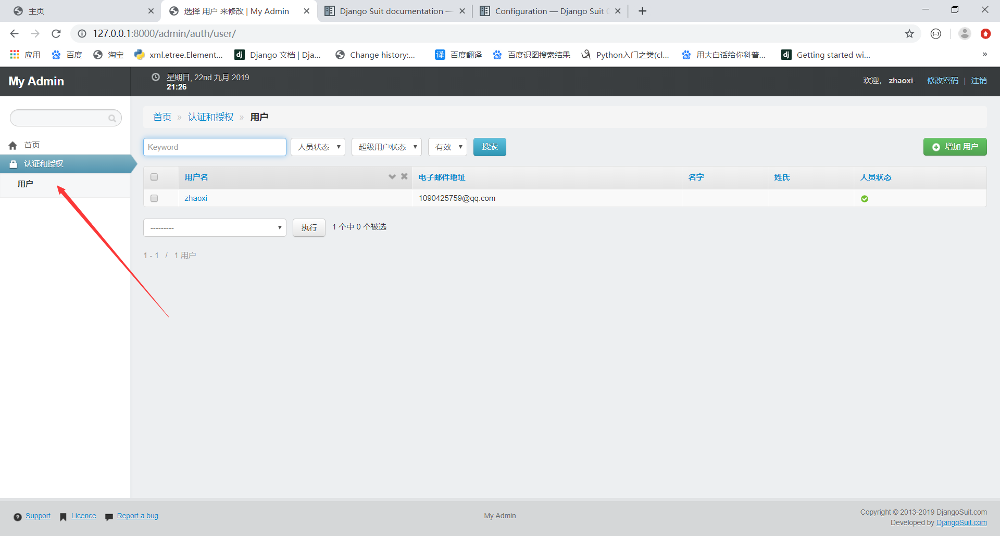 主页
选择 用户 来修改 | My Admin
Django Suit documentation —
Configuration — Django Suit
127.0.0.1:8000/admin/auth/user/
应用
百度
淘宝
xml.etree.Element...
Django 文档 | Dja...
Change history:...
百度翻译
百度识图搜索结果
Python入门之类(cl...
用大白话给你科普...
Getting started wi...
»
My Admin
星期日, 22nd 九月 2019
21:26
欢迎， zhaoxi. 修改密码 | 注销
首页
认证和授权
用户
首页 » 认证和授权 » 用户
Keyword
人员状态
超级用户状态
有效
搜索
增加 用户
用户名
电子邮件地址
名字
姓氏
人员状态
zhaoxi
1090425759@qq.com
---------
执行
1 个中 0 个被选
1 - 1 / 1 用户
Support
Licence
Report a bug
My Admin
Copyright © 2013-2019 DjangoSuit.com
Developed by DjangoSuit.com